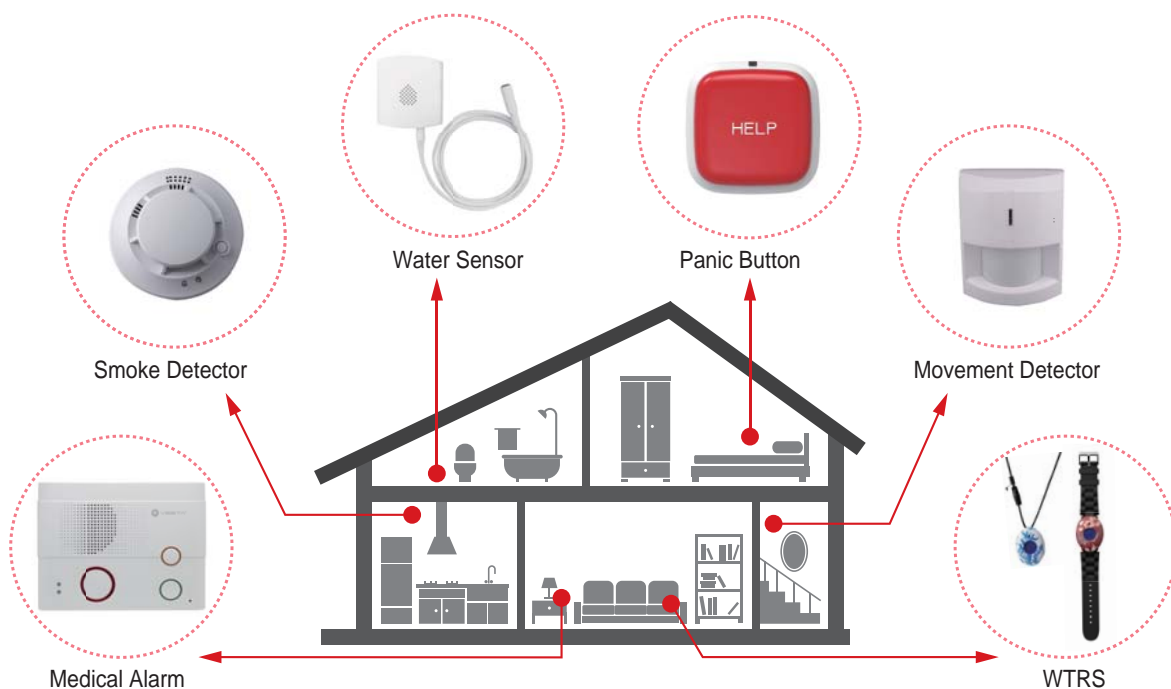 HELP
Water Sensor
Panic Button
Smoke Detector
Movement Detector
Medical Alarm
WTRS